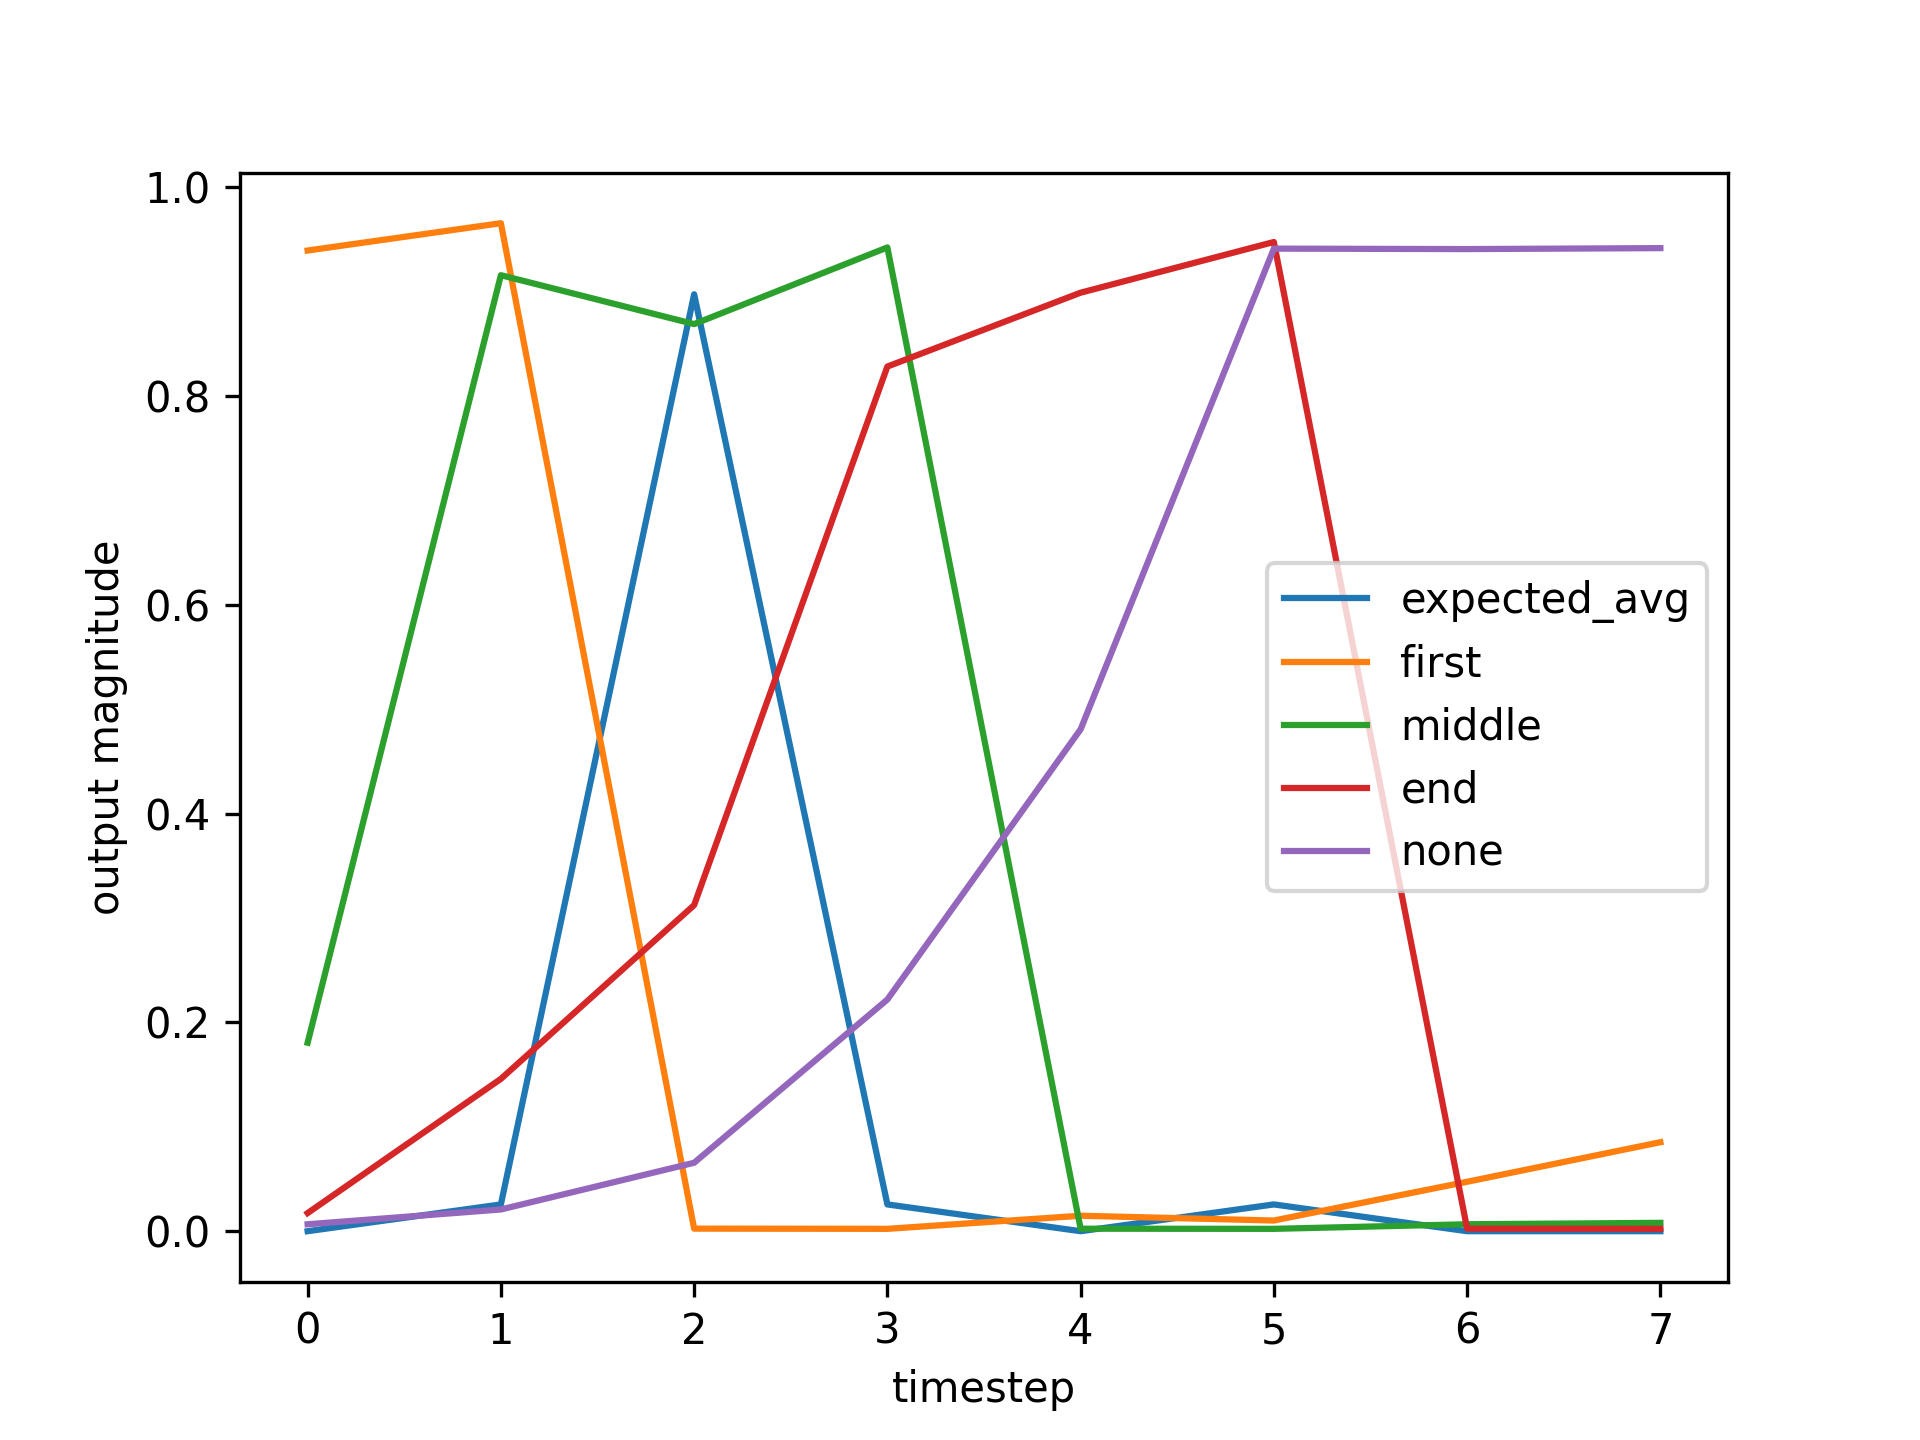 1.0
0.8
0.6
0.4
0.2
0.0
output magnitude
expected_avg
first
middle
end
none
0 1 2 3 4 5 6 7
timestep